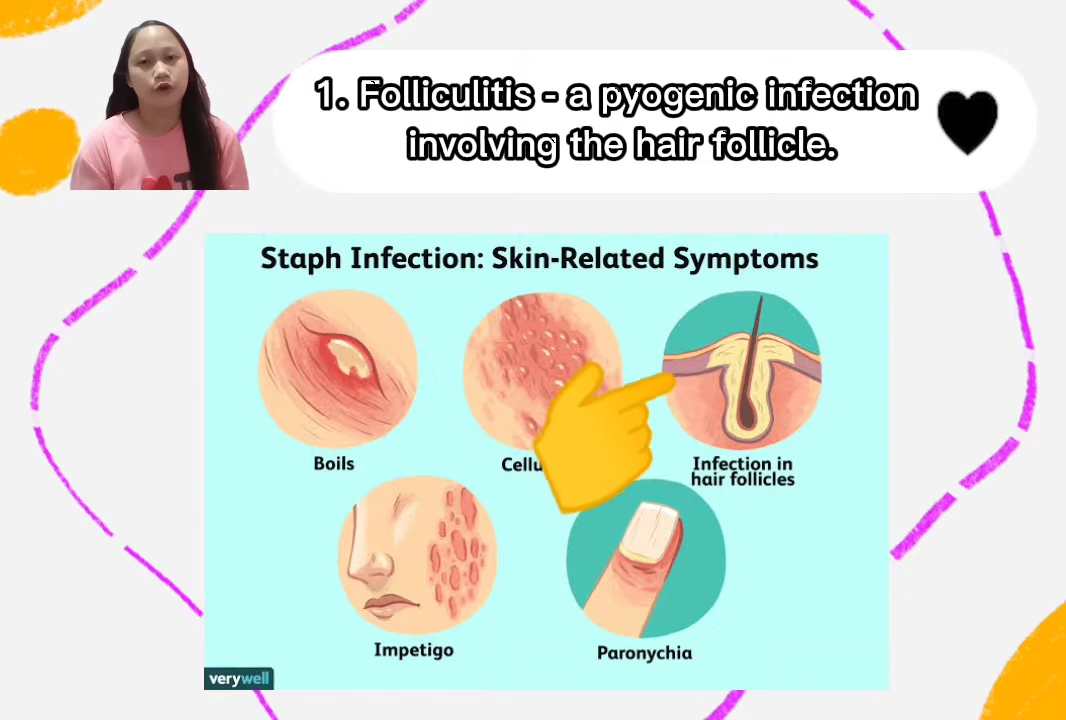 1. Folliculitis - a pyogenic infection
involving the hair follicle.
Staph Infection: Skin-Related Symptoms
Boils
Cellu
Infection in
hair follicles
Impetigo
Paronychia
verywell